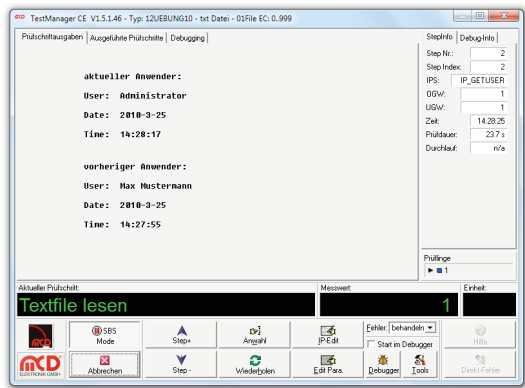 TestManager CE V1.5.1.46 - Typ: 12UEBUNG10 - txt Datei - 01File EC: 0..999
Prüfschrittausgaben Ausgeführte Prüfschritte Debugging
StepInfo Debug-Info
aktueller Anwender:
User: Administrator
Date: 2010-3-25
Time: 14:28:17
vorheriger Anwender:
User: Max Mustermann
Date: 2010-3-25
Time: 14:27:55
Step Nr.: 2
Step Index: 2
IPS: IP_GETUSER
OGW: 1
UGW: 1
Zeit: 14:28:25
Prüfdauer: 23.7 s
Durchlauf: n/a
Prüflinge
1
Aktueller Prüfschritt: Messwert: Einheit:
Textfile lesen 1
SBS Mode
Step+
Anwahl
IP-Edit
Fehler: behandeln
Start im Debugger
Hilfe
MCD ELEKTRONIK GMBH
Abbrechen
Step -
Wiederholen
Edit Para.
Debugger
Tools
Direkt-Fehler